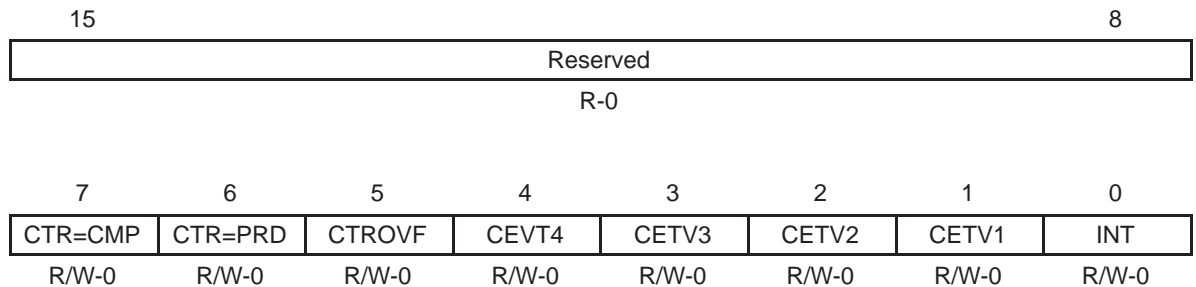 15 8
Reserved
R-0
7 6 5 4 3 2 1 0
CTR=CMP CTR=PRD CTROVF CEVT4 CETV3 CETV2 CETV1 INT
R/W-0 R/W-0 R/W-0 R/W-0 R/W-0 R/W-0 R/W-0 R/W-0